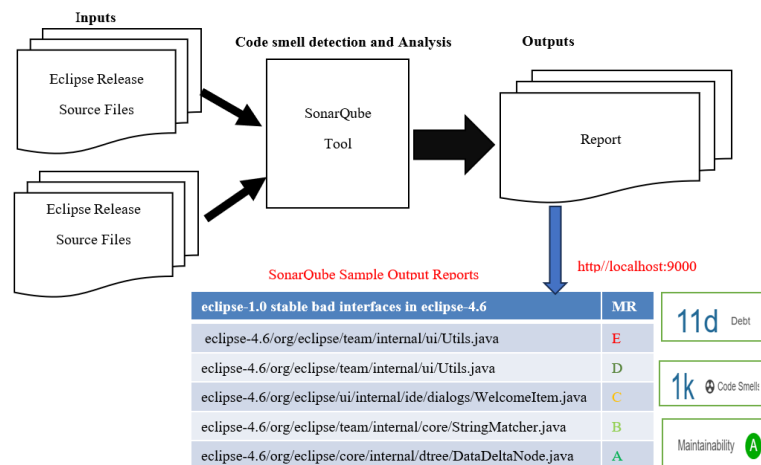 Inputs
Code smell detection and Analysis
Outputs
Eclipse Release
Source Files
SonarQube
Tool
Report
Eclipse Release
Source Files
SonarQube Sample Output Reports
http//localhost:9000
eclipse-1.0 stable bad interfaces in eclipse-4.6 MR
eclipse-4.6/org/eclipse/team/internal/ui/Utils.java E
eclipse-4.6/org/eclipse/team/internal/ui/Utils.java D
eclipse-4.6/org/eclipse/ui/internal/ide/dialogs/WelcomeItem.java C
eclipse-4.6/org/eclipse/team/internal/core/StringMatcher.java B
eclipse-4.6/org/eclipse/core/internal/dtree/DataDeltaNode.java A
11d Debt
1k Code Smells
Maintainability A